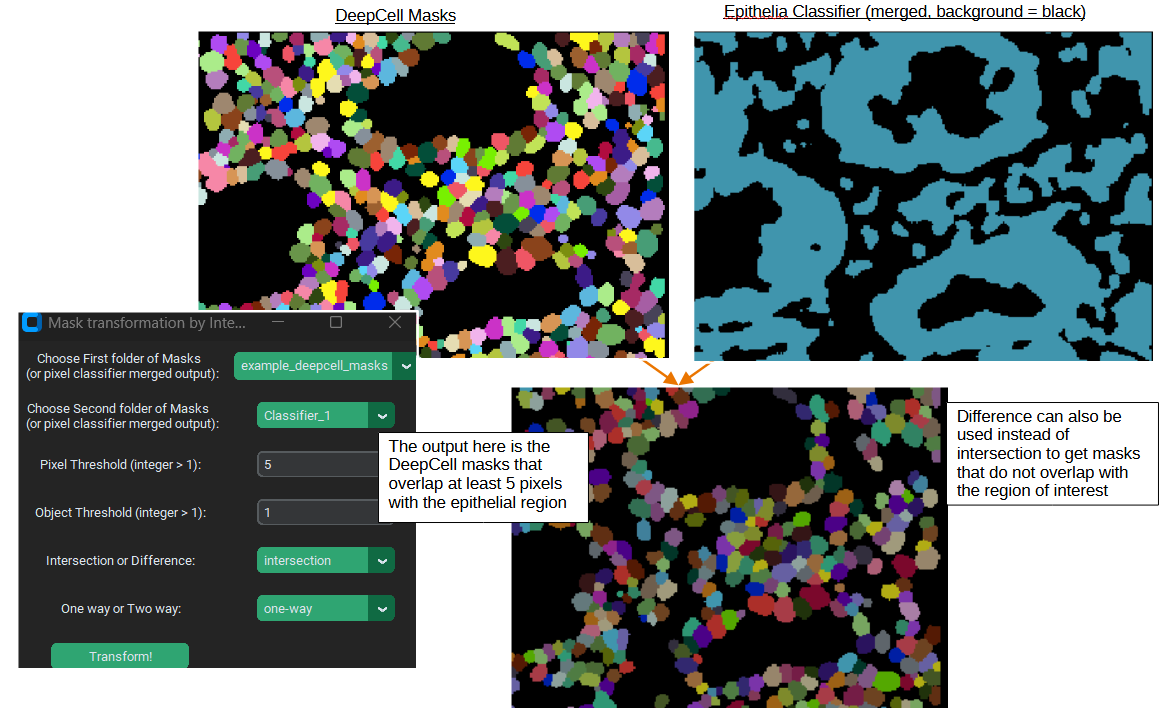 DeepCell Masks
Epithelia Classifier (merged, background = black)
Mask transformation by Inte...
Choose First folder of Masks
(or pixel classifier merged output):
example_deepcell_masks
Choose Second folder of Masks
(or pixel classifier merged output):
Classifier_1
Pixel Threshold (integer > 1):
5
Object Threshold (integer > 1):
1
Intersection or Difference:
intersection
One way or Two way:
one-way
Transform!
The output here is the
DeepCell masks that
overlap at least 5 pixels
with the epithelial region
Difference can also be
used instead of
intersection to get masks
that do not overlap with
the region of interest